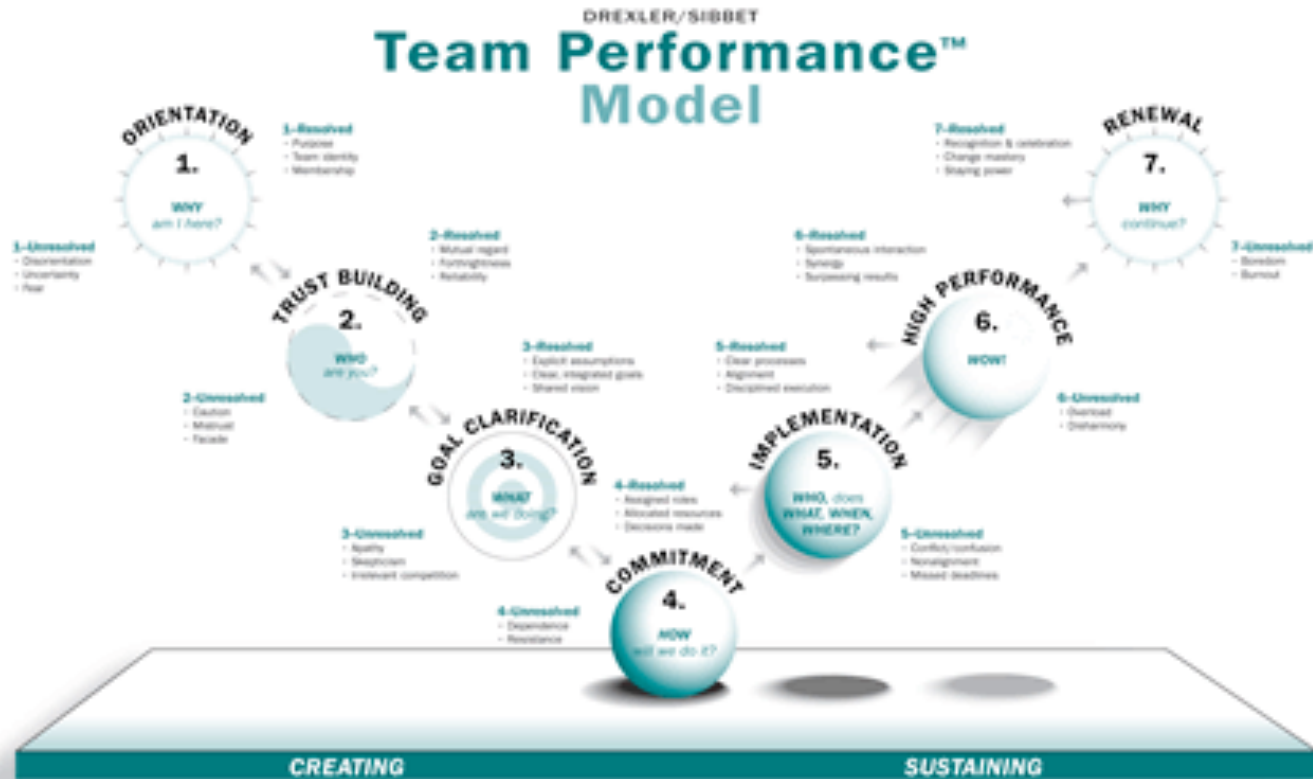 DREXLER/SIBBET
Team Performance™
Model
ORIENTATION
1.
WHY
am I here?
1-Resolved
· Purpose
· Team identity
· Membership
1-Unresolved
· Disorientation
· Uncertainty
· Fear
TRUST BUILDING
2.
WHO
are you?
2-Resolved
· Mutual regard
· Forthrightness
· Reliability
2-Unresolved
· Caution
· Mistrust
· Facade
GOAL CLARIFICATION
3.
WHAT
are we doing?
3-Resolved
· Explicit assumptions
· Clear, integrated goals
· Shared vision
3-Unresolved
· Apathy
· Skepticism
· Irrelevant competition
COMMITMENT
4.
HOW
will we do it?
4-Resolved
· Assigned roles
· Allocated resources
· Decisions made
4-Unresolved
· Dependence
· Resistance
IMPLEMENTATION
5.
WHO, does
WHAT, WHEN,
WHERE?
5-Resolved
· Clear processes
· Alignment
· Disciplined execution
5-Unresolved
· Conflict/confusion
· Nonalignment
· Missed deadlines
HIGH PERFORMANCE
6.
WOW!
6-Resolved
· Spontaneous interaction
· Synergy
· Surpassing results
6-Unresolved
· Overload
· Disharmony
RENEWAL
7.
WHY
continue?
7-Resolved
· Recognition & celebration
· Change mastery
· Staying power
7-Unresolved
· Boredom
· Burnout
CREATING
SUSTAINING